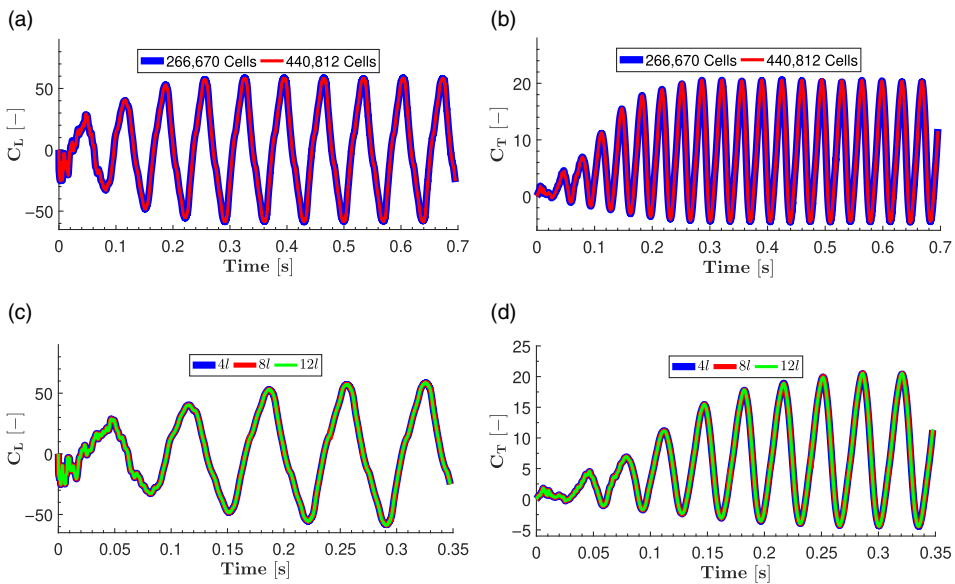 (a)
266,670 Cells 440,812 Cells
50
0
−50
C_L [−]
0 0.1 0.2 0.3 0.4 0.5 0.6 0.7
Time [s]
(b)
266,670 Cells 440,812 Cells
20
10
0
C_T [−]
0 0.1 0.2 0.3 0.4 0.5 0.6 0.7
Time [s]
(c)
4l 8l 12l
50
0
−50
C_L [−]
0 0.05 0.1 0.15 0.2 0.25 0.3 0.35
Time [s]
(d)
4l 8l 12l
25
20
15
10
5
0
−5
C_T [−]
0 0.05 0.1 0.15 0.2 0.25 0.3 0.35
Time [s]